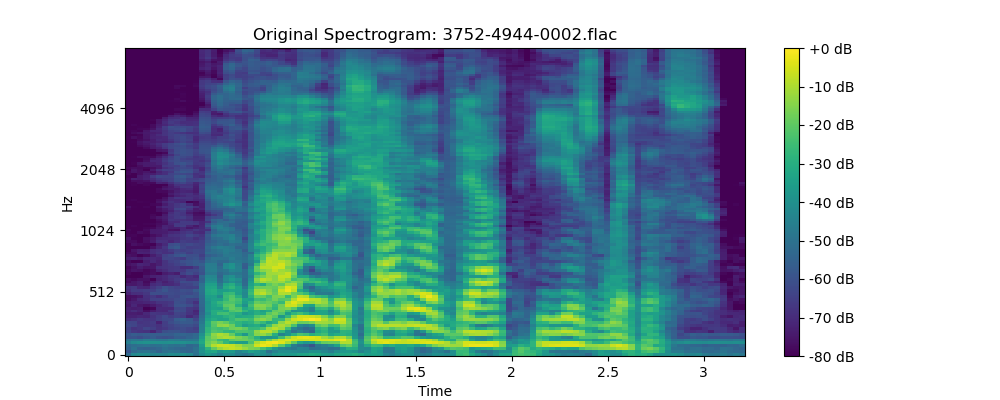 Original Spectrogram: 3752-4944-0002.flac
Hz
4096
2048
1024
512
0
0
0.5
1
1.5
2
2.5
3
Time
+0 dB
-10 dB
-20 dB
-30 dB
-40 dB
-50 dB
-60 dB
-70 dB
-80 dB